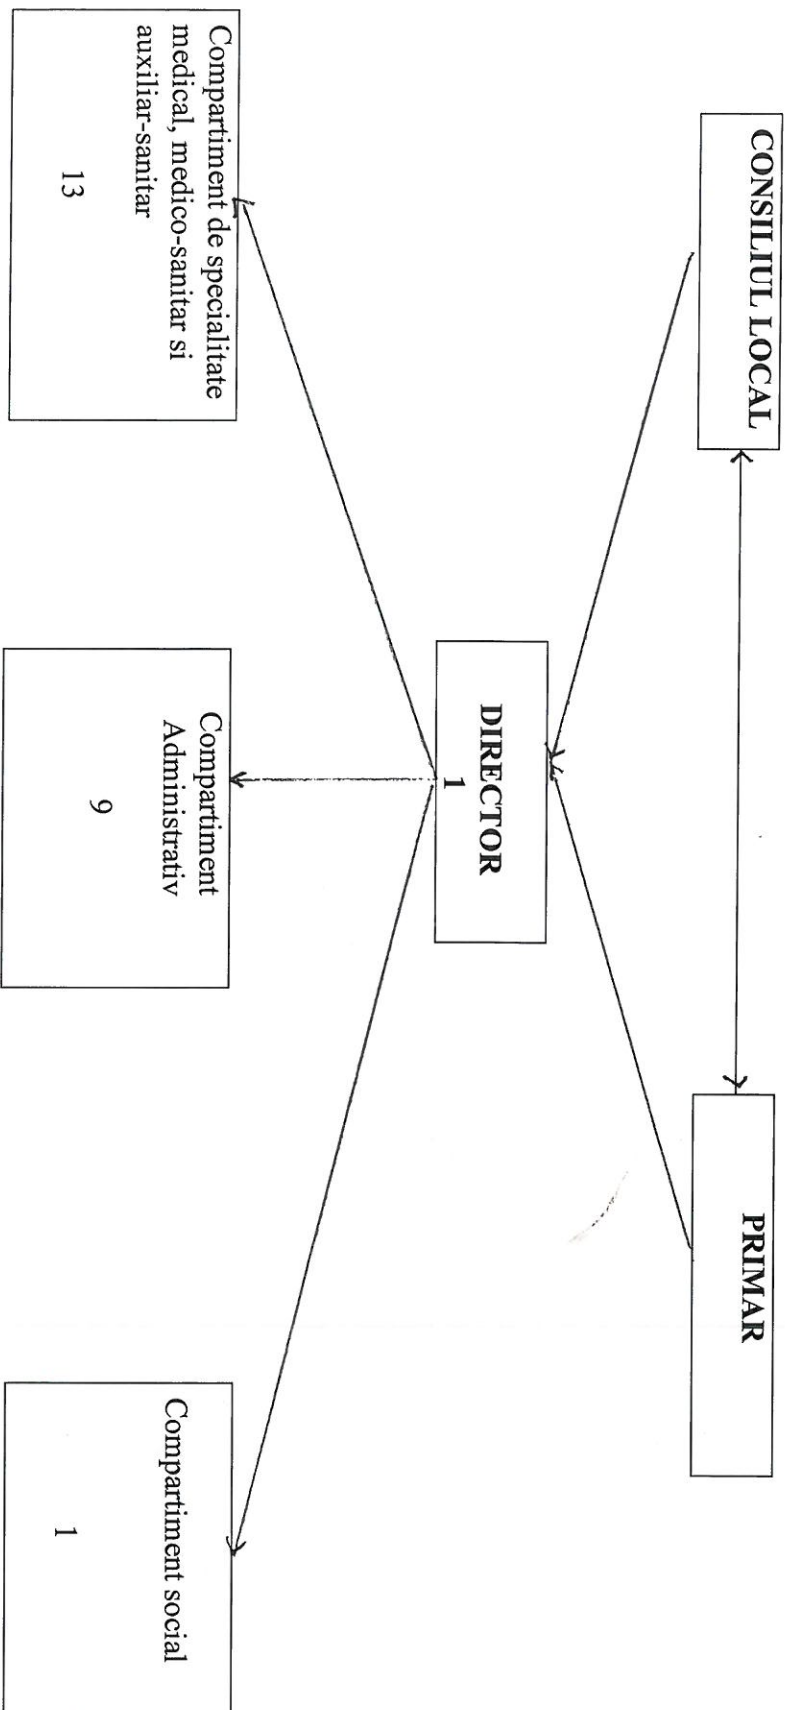 CONSILIUL LOCAL
PRIMAR
DIRECTOR
1
Compartiment de specialitate
medical, medico-sanitar si
auxiliar-sanitar
13
Compartiment
Administrativ
9
Compartiment social
1